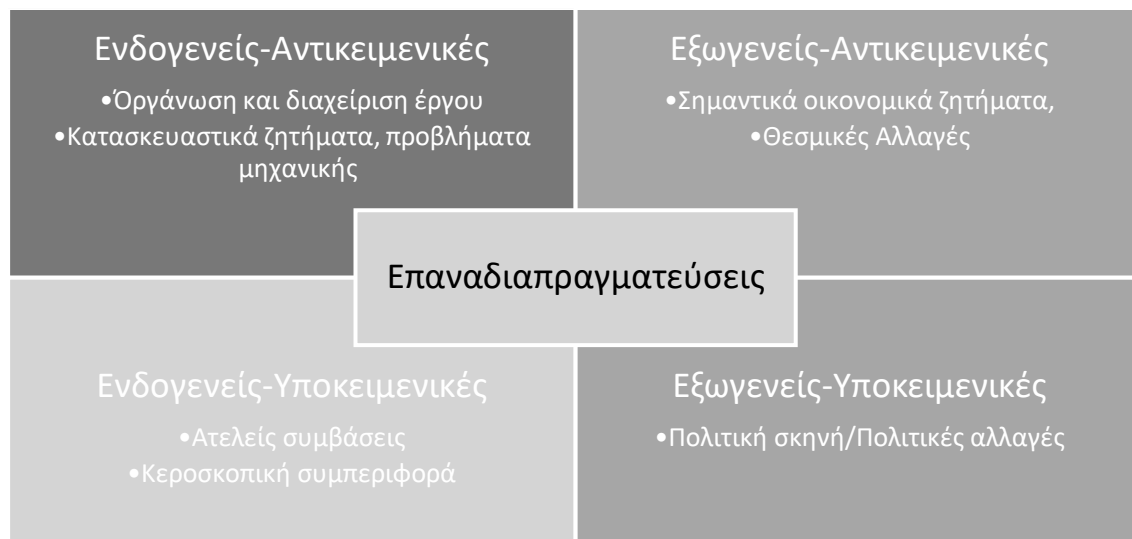 Ενδογενείς-Αντικειμενικές
•Όργάνωση και διαχείριση έργου
•Κατασκευαστικά ζητήματα, προβλήματα
μηχανικής
Εξωγενείς-Αντικειμενικές
•Σημαντικά οικονομικά ζητήματα,
•Θεσμικές Αλλαγές
Επαναδιαπραγματεύσεις
Ενδογενείς-Υποκειμενικές
•Ατελείς συμβάσεις
•Κεροσκοπική συμπεριφορά
Εξωγενείς-Υποκειμενικές
•Πολιτική σκηνή/Πολιτικές αλλαγές